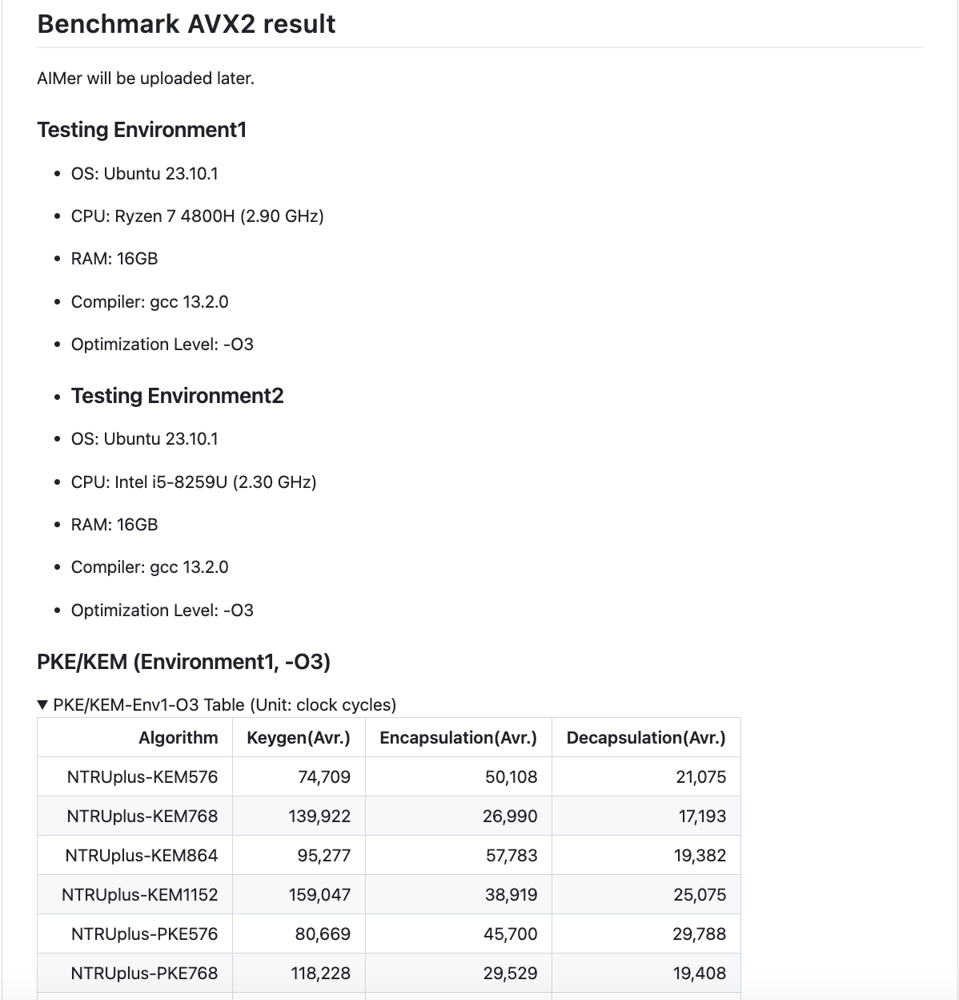 Benchmark AVX2 result
AIMer will be uploaded later.
Testing Environment1
• OS: Ubuntu 23.10.1
• CPU: Ryzen 7 4800H (2.90 GHz)
• RAM: 16GB
• Compiler: gcc 13.2.0
• Optimization Level: -O3
• Testing Environment2
• OS: Ubuntu 23.10.1
• CPU: Intel i5-8259U (2.30 GHz)
• RAM: 16GB
• Compiler: gcc 13.2.0
• Optimization Level: -O3
PKE/KEM (Environment1, -O3)
▼ PKE/KEM-Env1-O3 Table (Unit: clock cycles)
Algorithm Keygen(Avr.) Encapsulation(Avr.) Decapsulation(Avr.)
NTRUplus-KEM576 74,709 50,108 21,075
NTRUplus-KEM768 139,922 26,990 17,193
NTRUplus-KEM864 95,277 57,783 19,382
NTRUplus-KEM1152 159,047 38,919 25,075
NTRUplus-PKE576 80,669 45,700 29,788
NTRUplus-PKE768 118,228 29,529 19,408